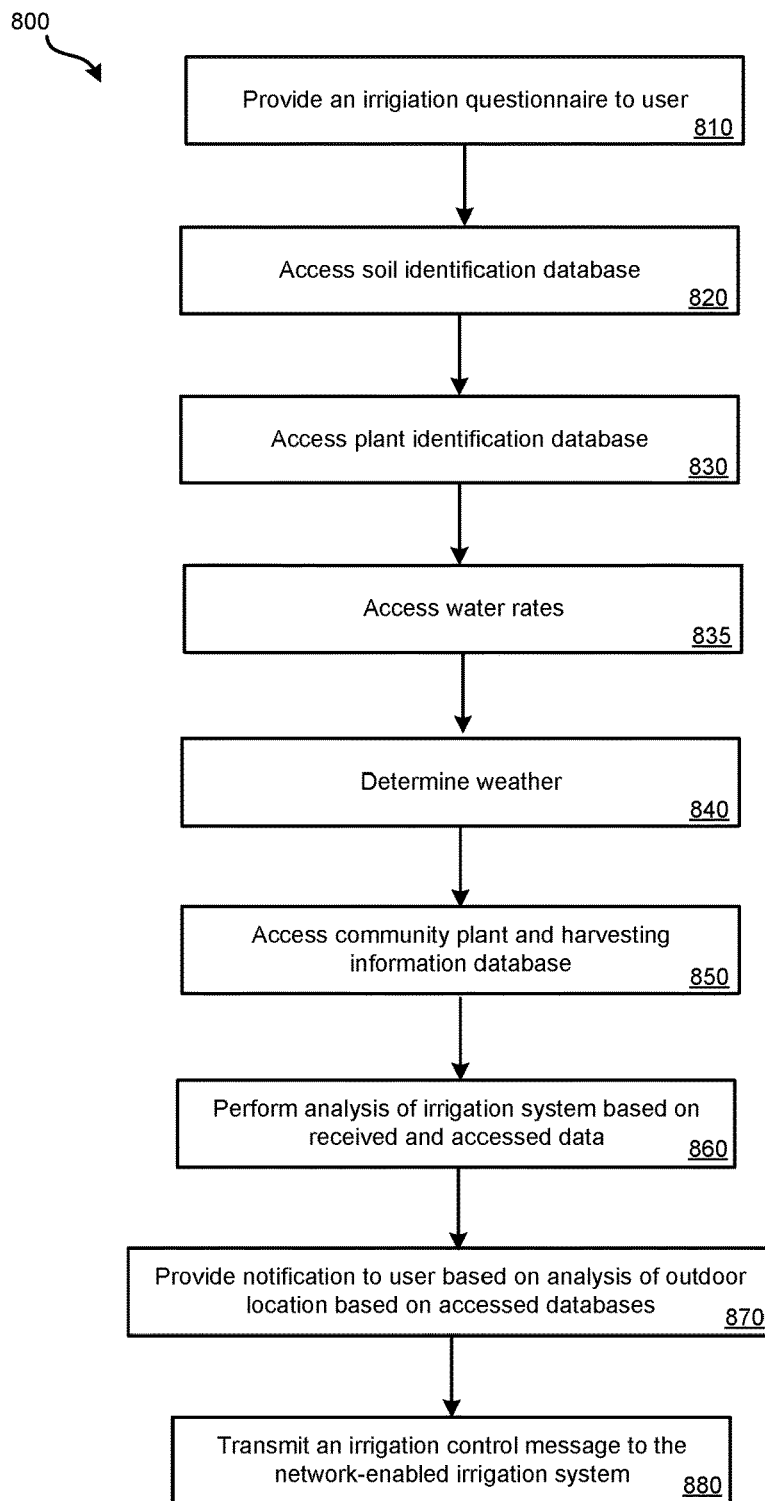 800
Provide an irrigiation questionnaire to user
810
Access soil identification database
820
Access plant identification database
830
Access water rates
835
Determine weather
840
Access community plant and harvesting
information database
850
Perform analysis of irrigation system based on
received and accessed data
860
Provide notification to user based on analysis of outdoor
location based on accessed databases
870
Transmit an irrigation control message to the
network-enabled irrigation system
880